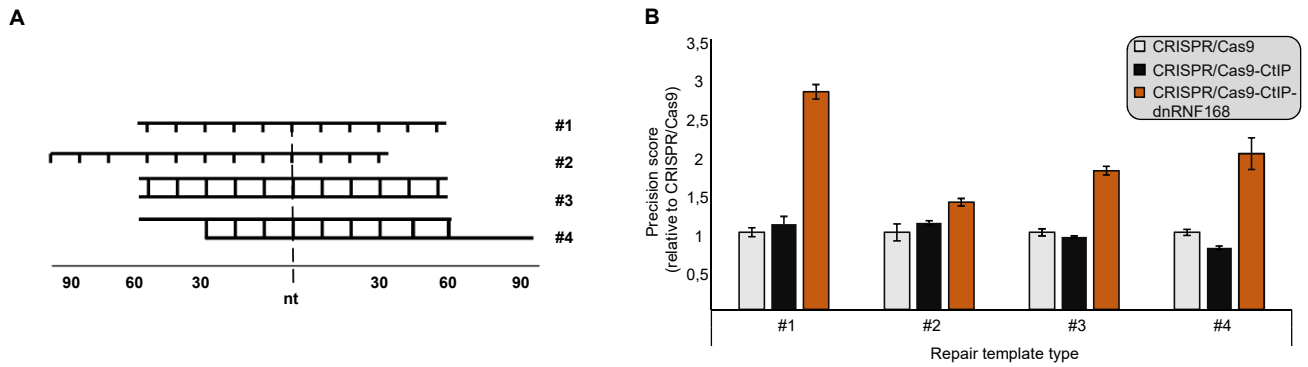 A
#1
#2
#3
#4
90 60 30 30 60 90
nt
B
Precision score
(relative to CRISPR/Cas9)
3,5
3
2,5
2
1,5
1
0,5
CRISPR/Cas9
CRISPR/Cas9-CtIP
CRISPR/Cas9-CtIP-
dnRNF168
#1 #2 #3 #4
Repair template type